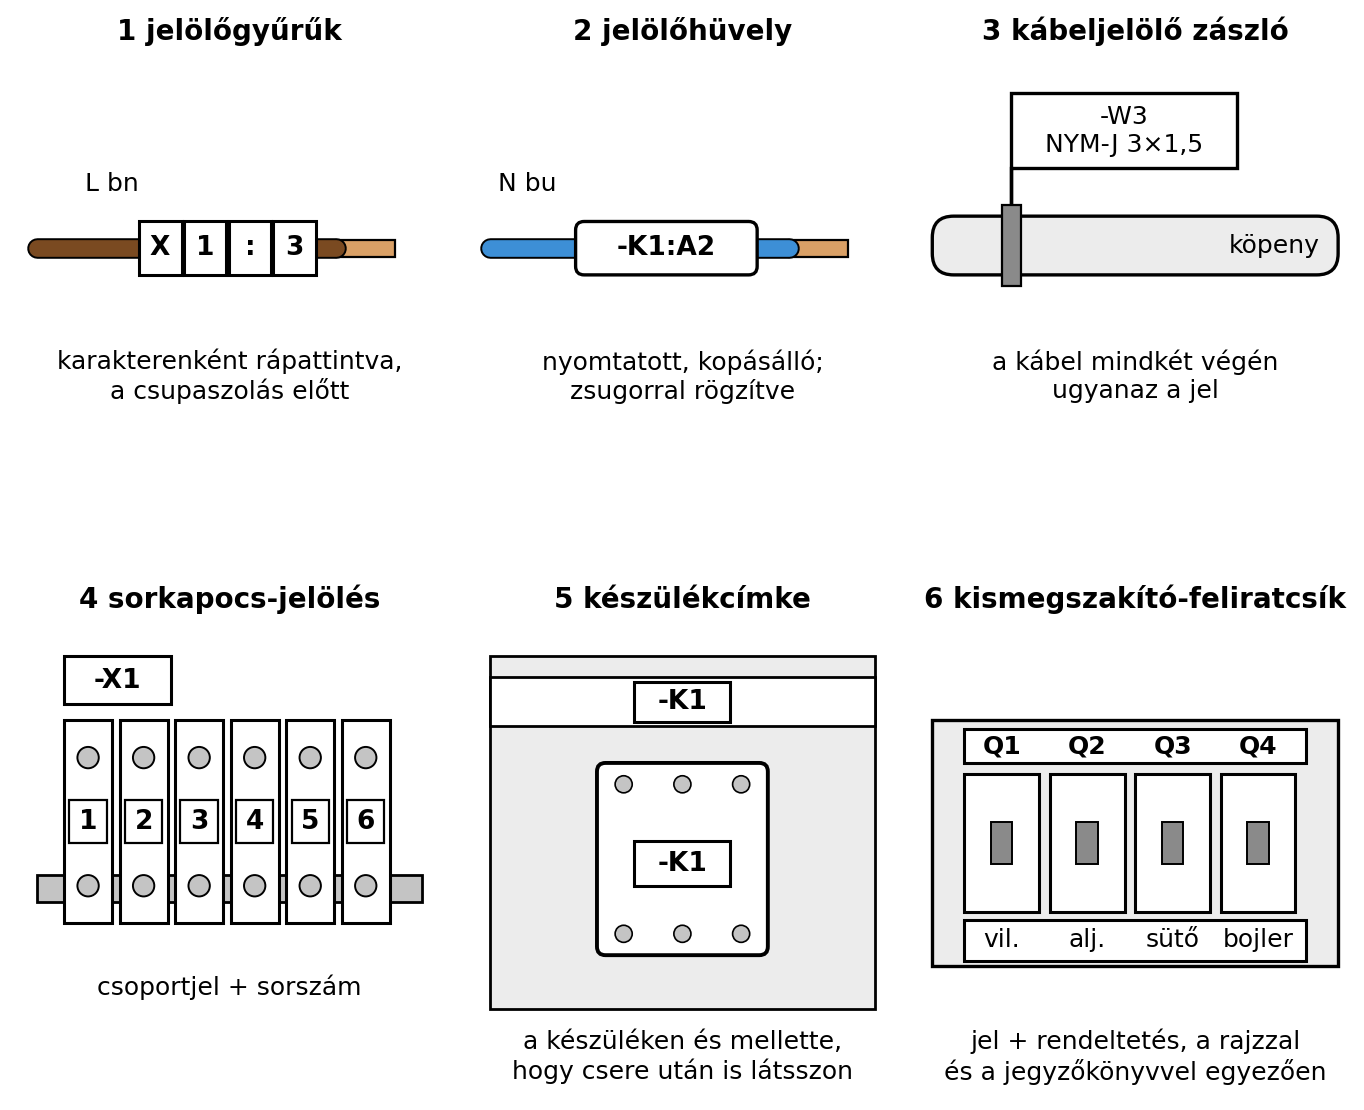 1 jelölőgyűrűk
L bn
X 1 : 3
karakterenként rápattintva,
a csupaszolás előtt
2 jelölőhüvely
N bu
-K1:A2
nyomtatott, kopásálló;
zsugorral rögzítve
3 kábeljelölő zászló
-W3
NYM-J 3×1,5
köpeny
a kábel mindkét végén
ugyanaz a jel
4 sorkapocs-jelölés
-X1
1 2 3 4 5 6
csoportjel + sorszám
5 készülékcímke
-K1
-K1
a készüléken és mellette,
hogy csere után is látsszon
6 kismegszakító-feliratcsík
Q1 Q2 Q3 Q4
vil. alj. sütő bojler
jel + rendeltetés, a rajzzal
és a jegyzőkönyvvel egyezően